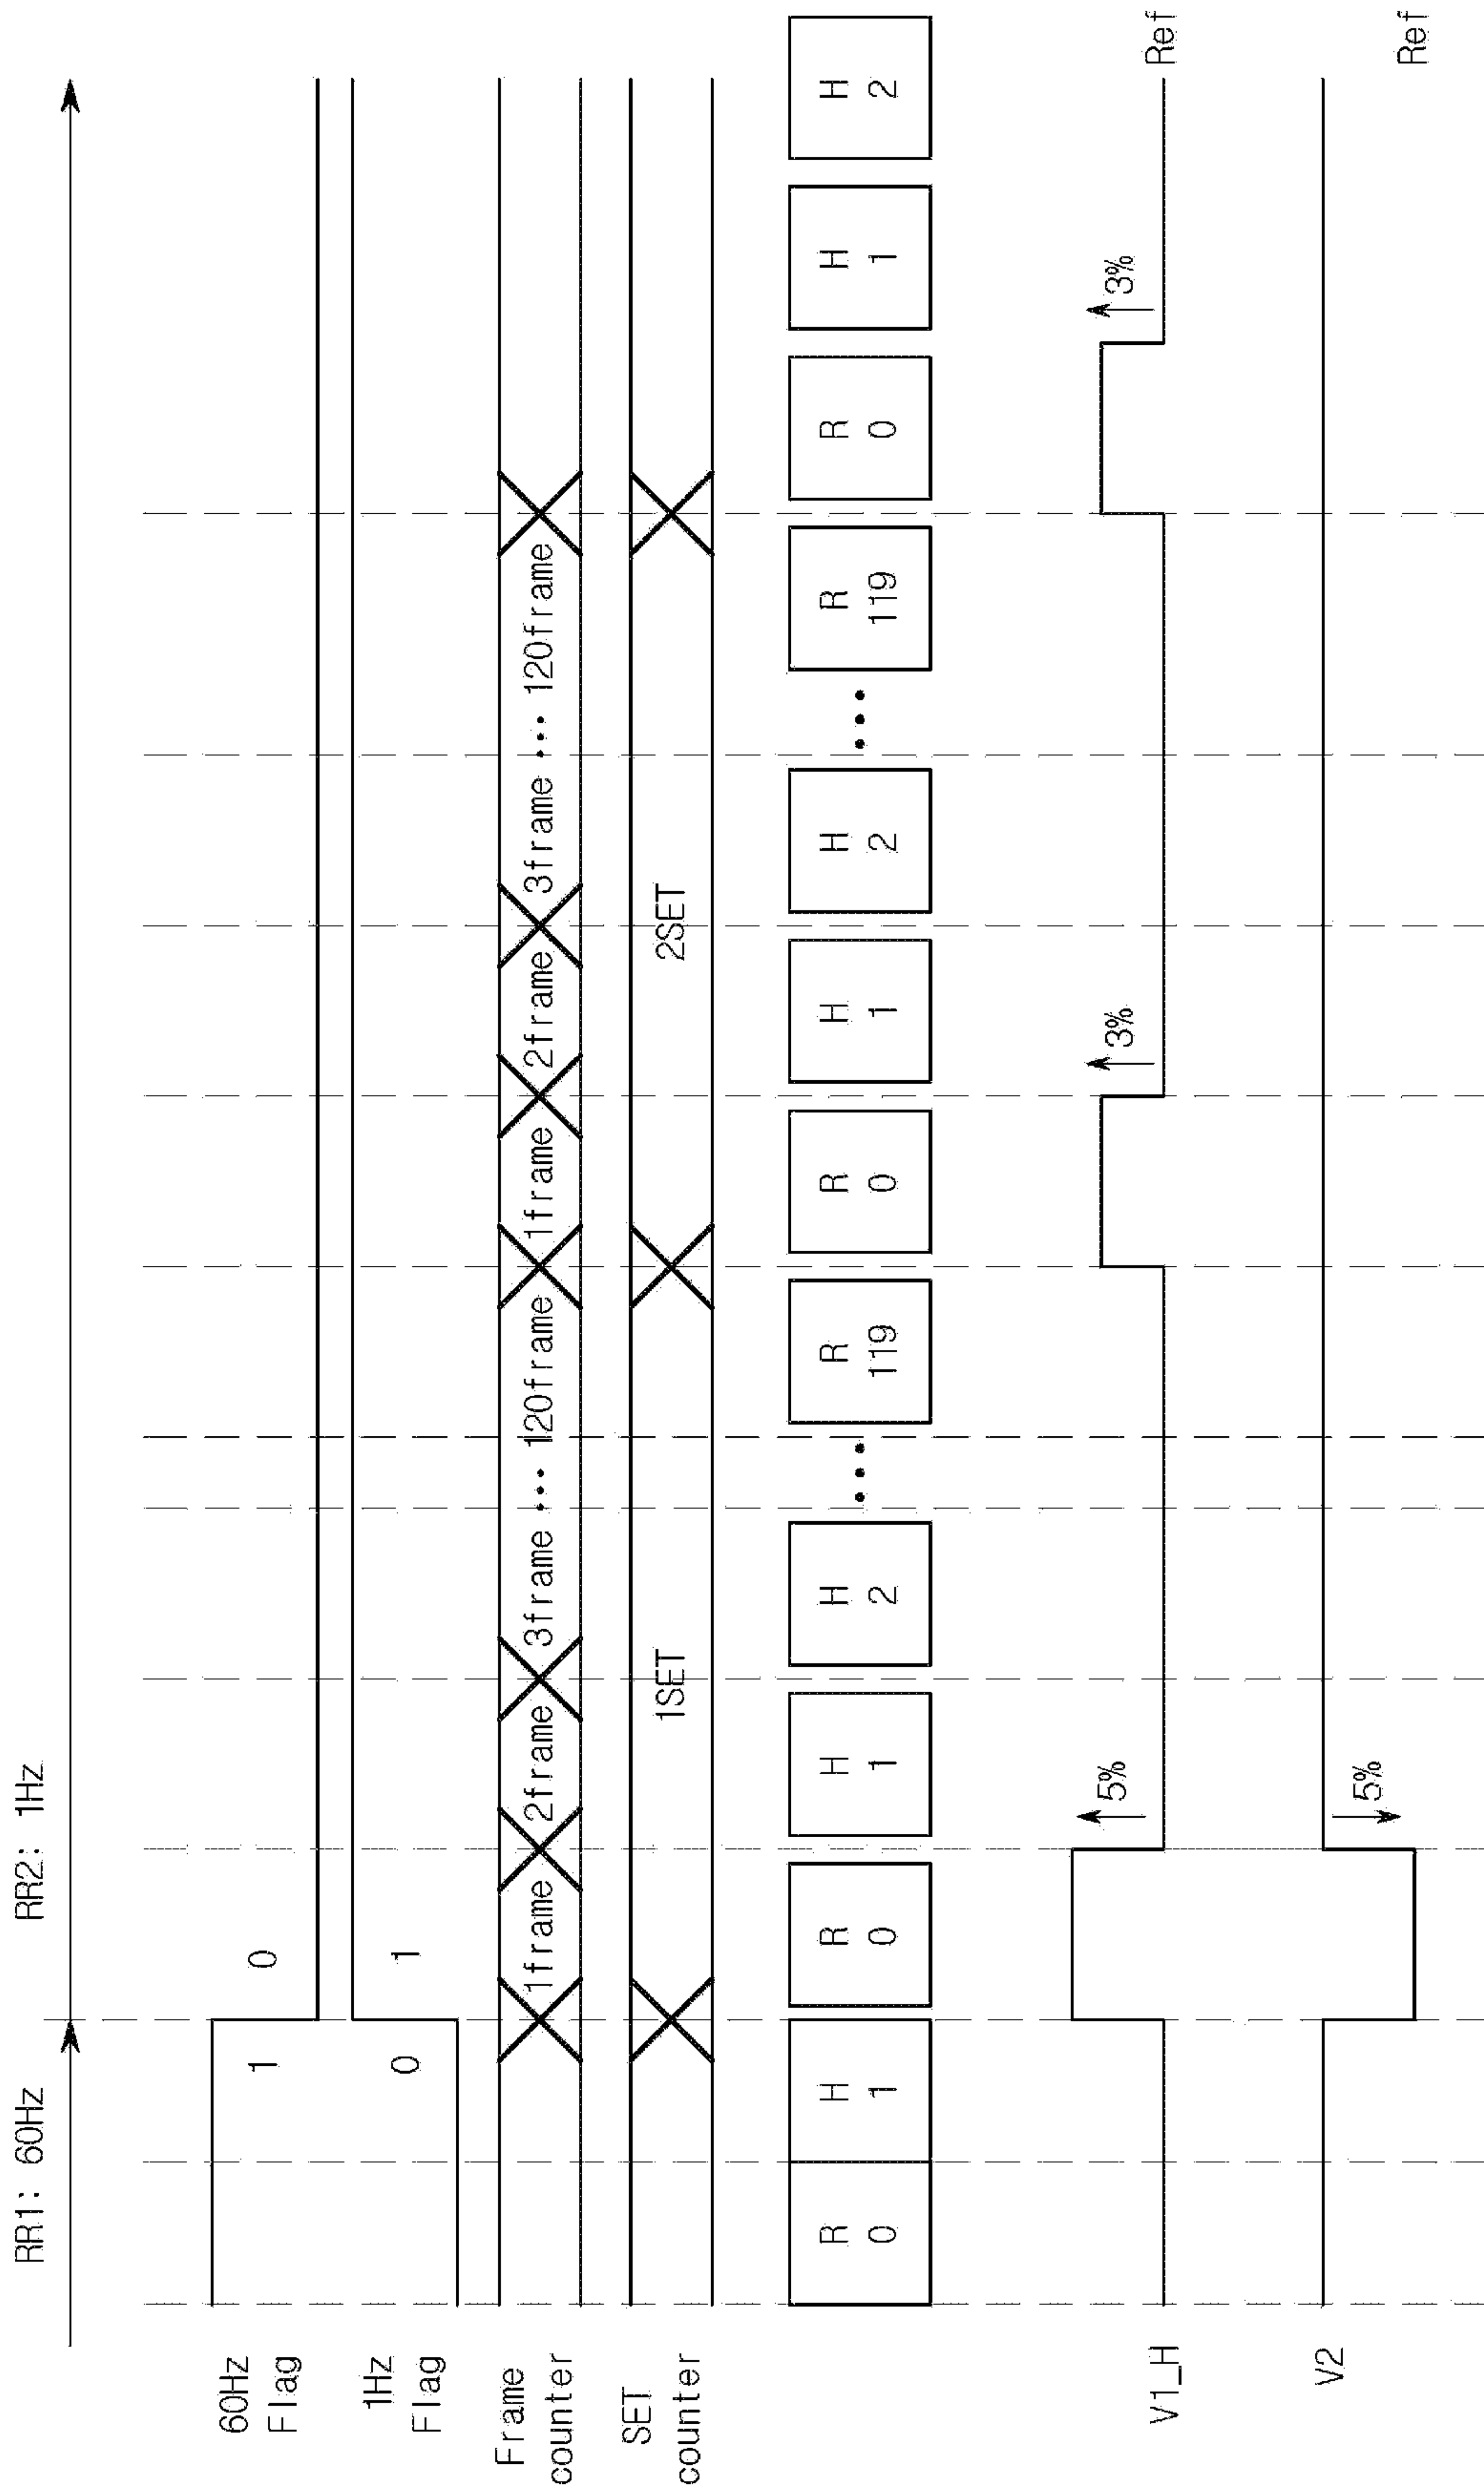 RR1: 60Hz
RR2: 1Hz
60Hz
Flag
1
0
1Hz
Flag
0
1
Frame
counter
1frame
2frame
3frame
•••
120frame
1frame
2frame
3frame
•••
120frame
SET
counter
1SET
2SET
R
0
H
1
R
0
H
1
H
2
•••
R
119
R
0
H
1
H
2
•••
R
119
R
0
H
1
H
2
V1_H
5%
3%
3%
Ref
V2
5%
Ref